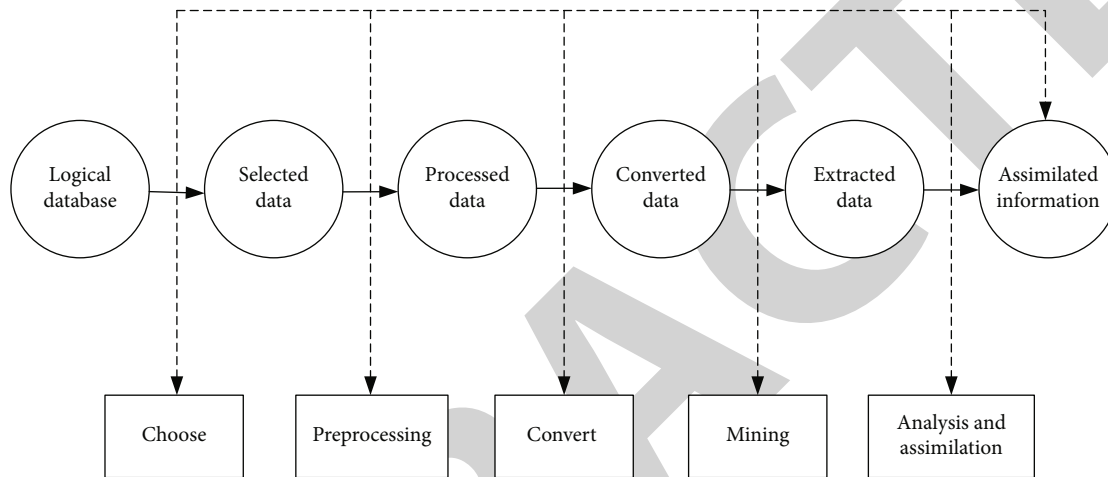 Logical
database
Selected
data
Processed
data
Converted
data
Extracted
data
Assimilated
information
Choose
Preprocessing
Convert
Mining
Analysis and
assimilation